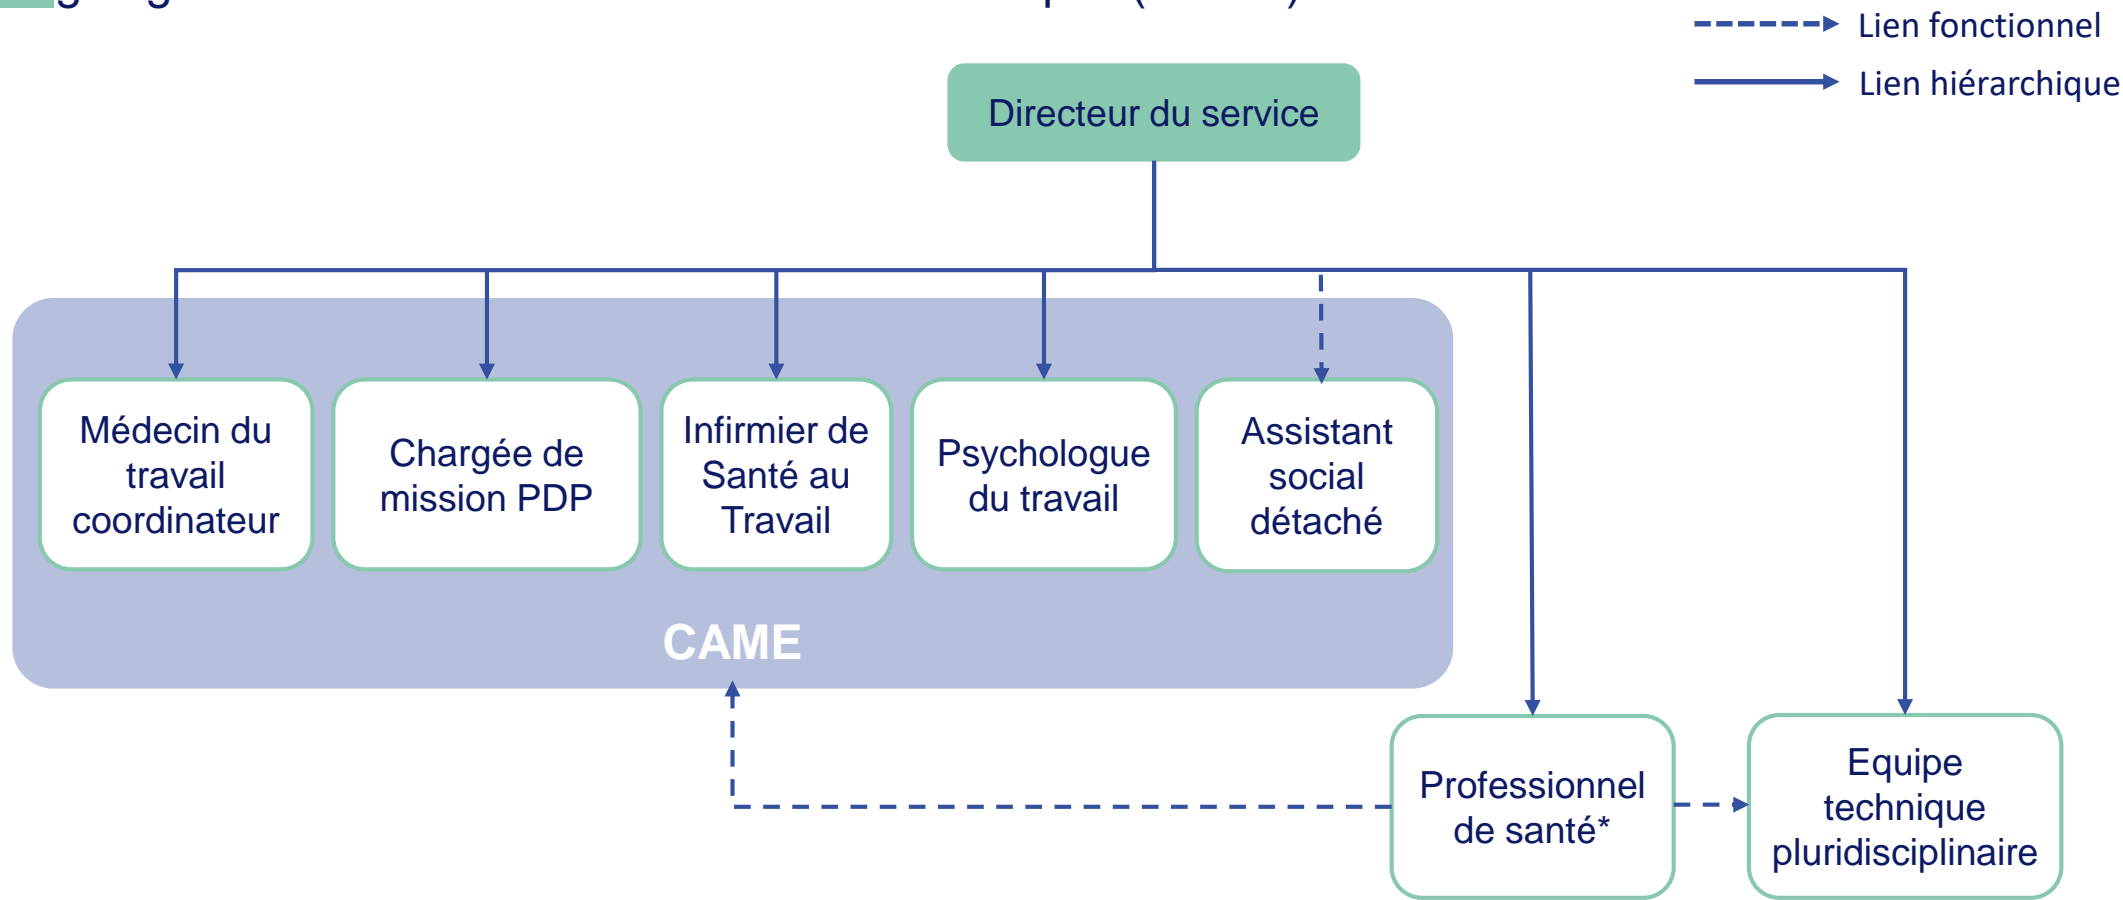 Lien fonctionnel
Lien hiérarchique
Directeur du service
Médecin du
travail
coordinateur
Chargée de
mission PDP
Infirmier de
Santé au
Travail
Psychologue
du travail
Assistant
social
détaché
CAME
Professionnel
de santé*
Equipe
technique
pluridisciplinaire